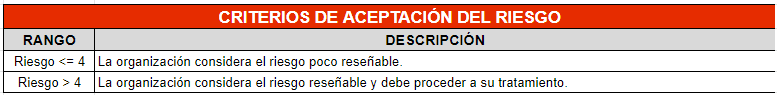 CRITERIOS DE ACEPTACIÓN DEL RIESGO
RANGO DESCRIPCIÓN
Riesgo <= 4 La organización considera el riesgo poco reseñable.
Riesgo > 4 La organización considera el riesgo reseñable y debe proceder a su tratamiento.